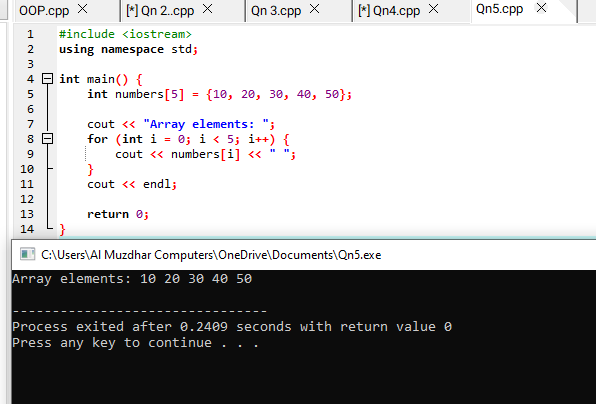 OOP.cpp [*] Qn 2..cpp Qn 3.cpp [*] Qn4.cpp Qn5.cpp
1 #include <iostream>
2 using namespace std;
3
4 int main() {
5 int numbers[5] = {10, 20, 30, 40, 50};
6
7 cout << "Array elements: ";
8 for (int i = 0; i < 5; i++) {
9 cout << numbers[i] << " ";
10 }
11 cout << endl;
12
13 return 0;
14 }
C:\Users\Al Muzdhar Computers\OneDrive\Documents\Qn5.exe
Array elements: 10 20 30 40 50
--------------------------------
Process exited after 0.2409 seconds with return value 0
Press any key to continue . . .